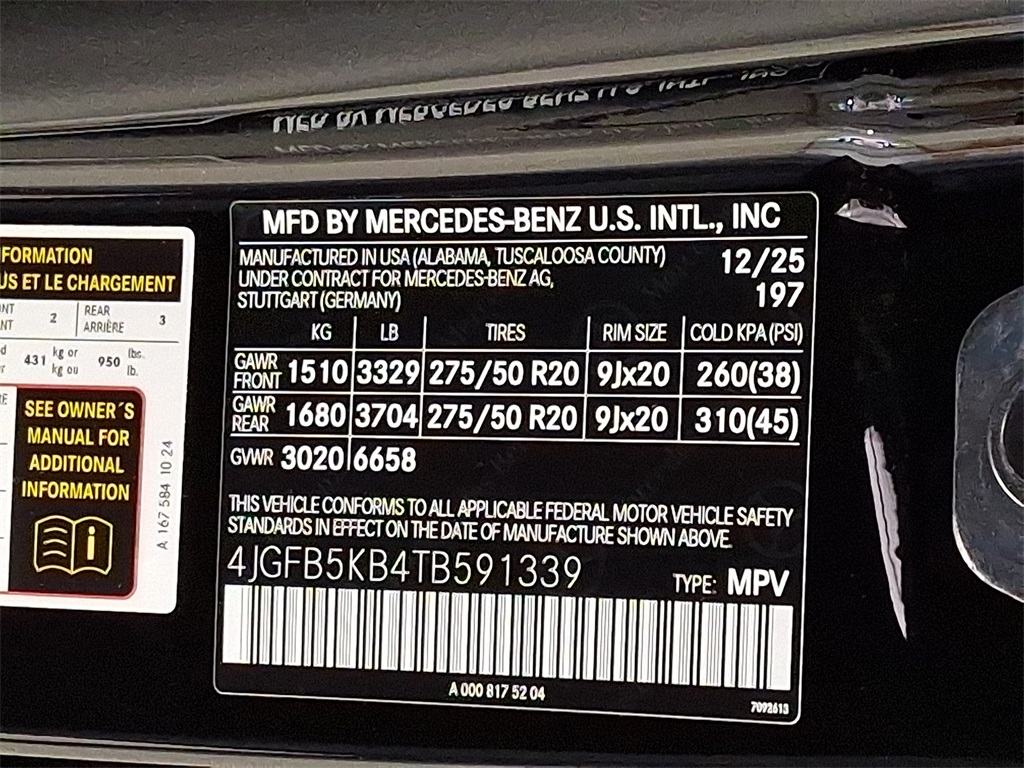 MFD BY MERCEDES-BENZ U.S. INTL., INC
MANUFACTURED IN USA (ALABAMA, TUSCALOOSA COUNTY)
UNDER CONTRACT FOR MERCEDES-BENZ AG,
STUTTGART (GERMANY)
12/25
197
KG LB TIRES RIM SIZE COLD KPA (PSI)
GAWR FRONT 1510 3329 275/50 R20 9Jx20 260(38)
GAWR REAR 1680 3704 275/50 R20 9Jx20 310(45)
GVWR 3020 6658
THIS VEHICLE CONFORMS TO ALL APPLICABLE FEDERAL MOTOR VEHICLE SAFETY
STANDARDS IN EFFECT ON THE DATE OF MANUFACTURE SHOWN ABOVE.
4JGFB5KB4TB591339
TYPE: MPV
A 000 817 52 04
7092613
FORMATION
US ET LE CHARGEMENT
NT 2 REAR 3
NT ARRIÈRE
431 kg or 950 lbs.
kg ou lb.
SEE OWNER´S
MANUAL FOR
ADDITIONAL
INFORMATION
A 167 584 10 24